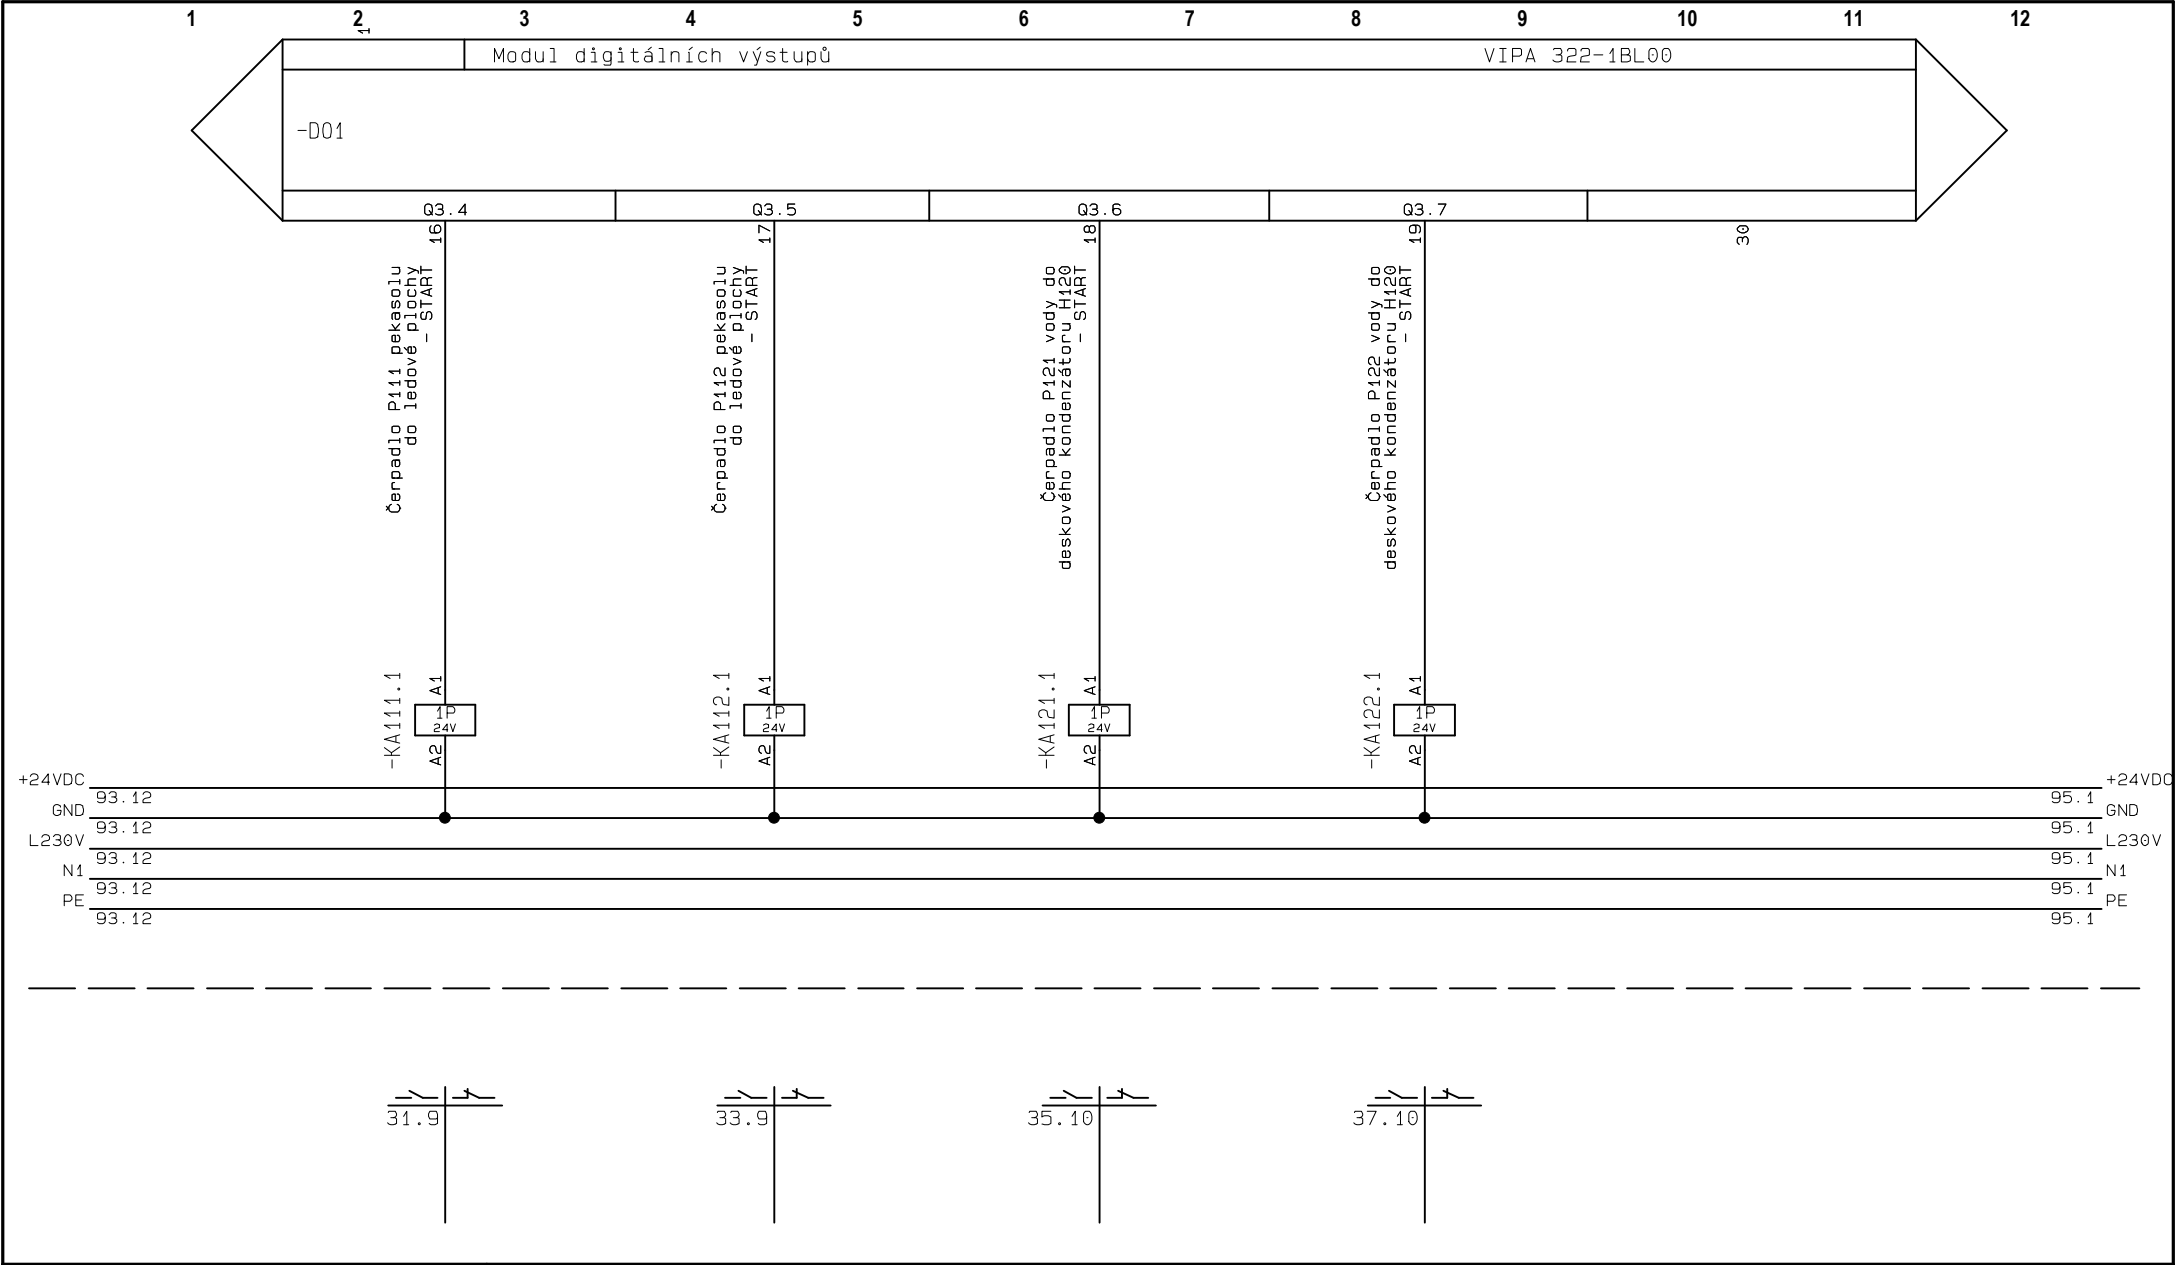 1 2 3 4 5 6 7 8 9 10 11 12
1
Modul digitálních výstupů VIPA 322-1BL00
-DO1
Q3.4 Q3.5 Q3.6 Q3.7
16 17 18 19 30
Čerpadlo P111 pekasolu
do ledové plochy
- START
Čerpadlo P112 pekasolu
do ledové plochy
- START
Čerpadlo P121 vody do
deskového kondenzátoru H120
- START
Čerpadlo P122 vody do
deskového kondenzátoru H120
- START
-KA111.1
A1
1P
24V
A2
-KA112.1
A1
1P
24V
A2
-KA121.1
A1
1P
24V
A2
-KA122.1
A1
1P
24V
A2
+24VDC 93.12 95.1 +24VDC
GND 93.12 95.1 GND
L230V 93.12 95.1 L230V
N1 93.12 95.1 N1
PE 93.12 95.1 PE
31.9 33.9 35.10 37.10